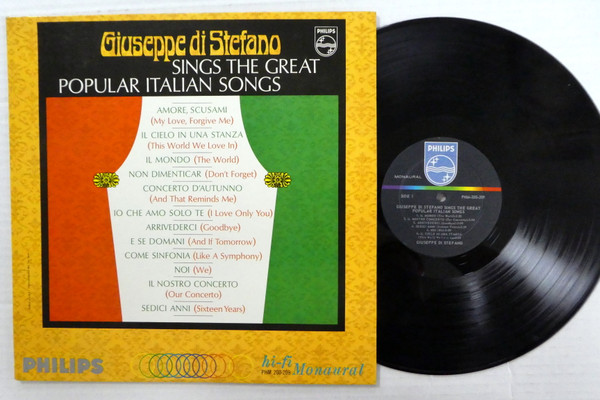 Giuseppe di Stefano
PHILIPS
SINGS THE GREAT
POPULAR ITALIAN SONGS
AMORE, SCUSAMI
(My Love, Forgive Me)
IL CIELO IN UNA STANZA
(This World We Love In)
IL MONDO (The World)
NON DIMENTICAR (Don't Forget)
CONCERTO D'AUTUNNO
(And That Reminds Me)
IO CHE AMO SOLO TE (I Love Only You)
ARRIVEDERCI (Goodbye)
E SE DOMANI (And If Tomorrow)
COME SINFONIA (Like A Symphony)
NOI (We)
IL NOSTRO CONCERTO
(Our Concerto)
SEDICI ANNI (Sixteen Years)
PHILIPS
hi-fi
Monaural
PHILIPS
MONAURAL
SIDE 1
GIUSEPPE DI STEFANO SINGS THE GREAT
POPULAR ITALIAN SONGS
GIUSEPPE DI STEFANO